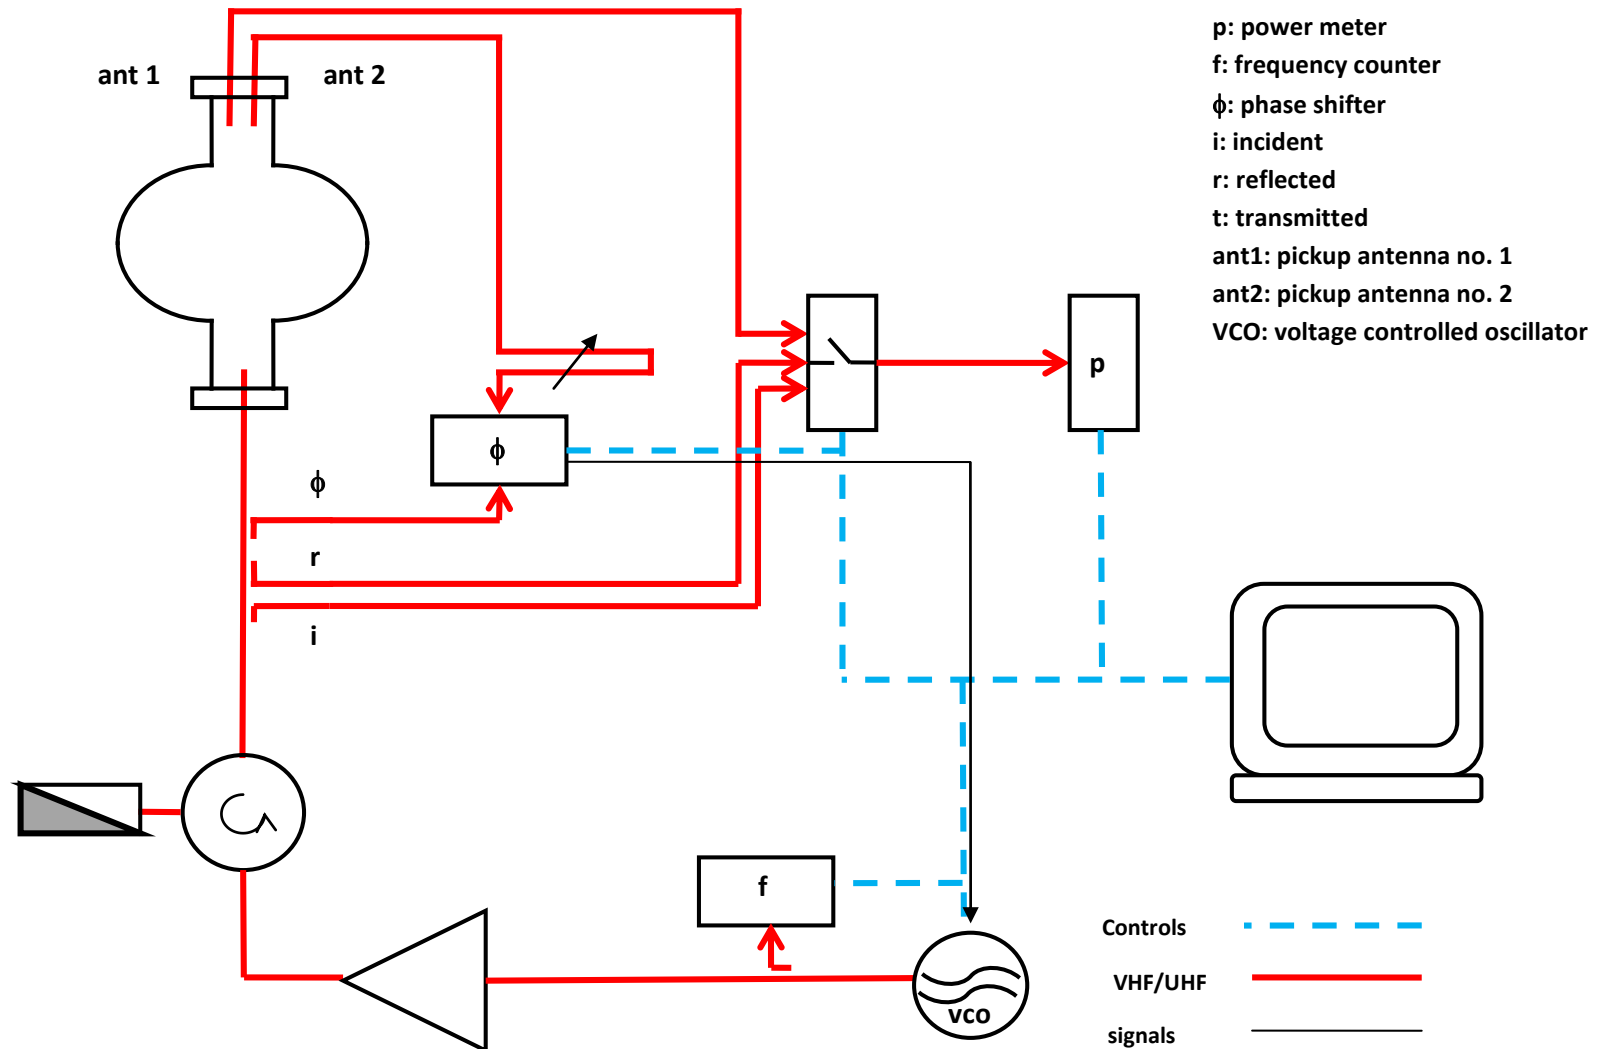 ant 1
ant 2
p: power meter
f: frequency counter
ϕ: phase shifter
i: incident
r: reflected
t: transmitted
ant1: pickup antenna no. 1
ant2: pickup antenna no. 2
VCO: voltage controlled oscillator
p
ϕ
ϕ
r
i
f
vco
Controls
VHF/UHF
signals